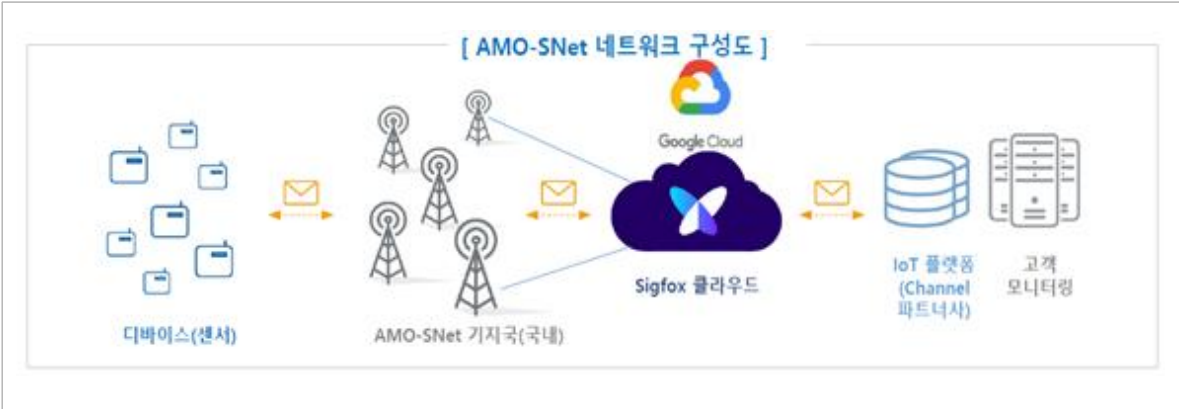 [ AMO-SNet 네트워크 구성도 ]
Google Cloud
디바이스(센서)
AMO-SNet 기지국(국내)
Sigfox 클라우드
IoT 플랫폼
(Channel
파트너사)
고객
모니터링